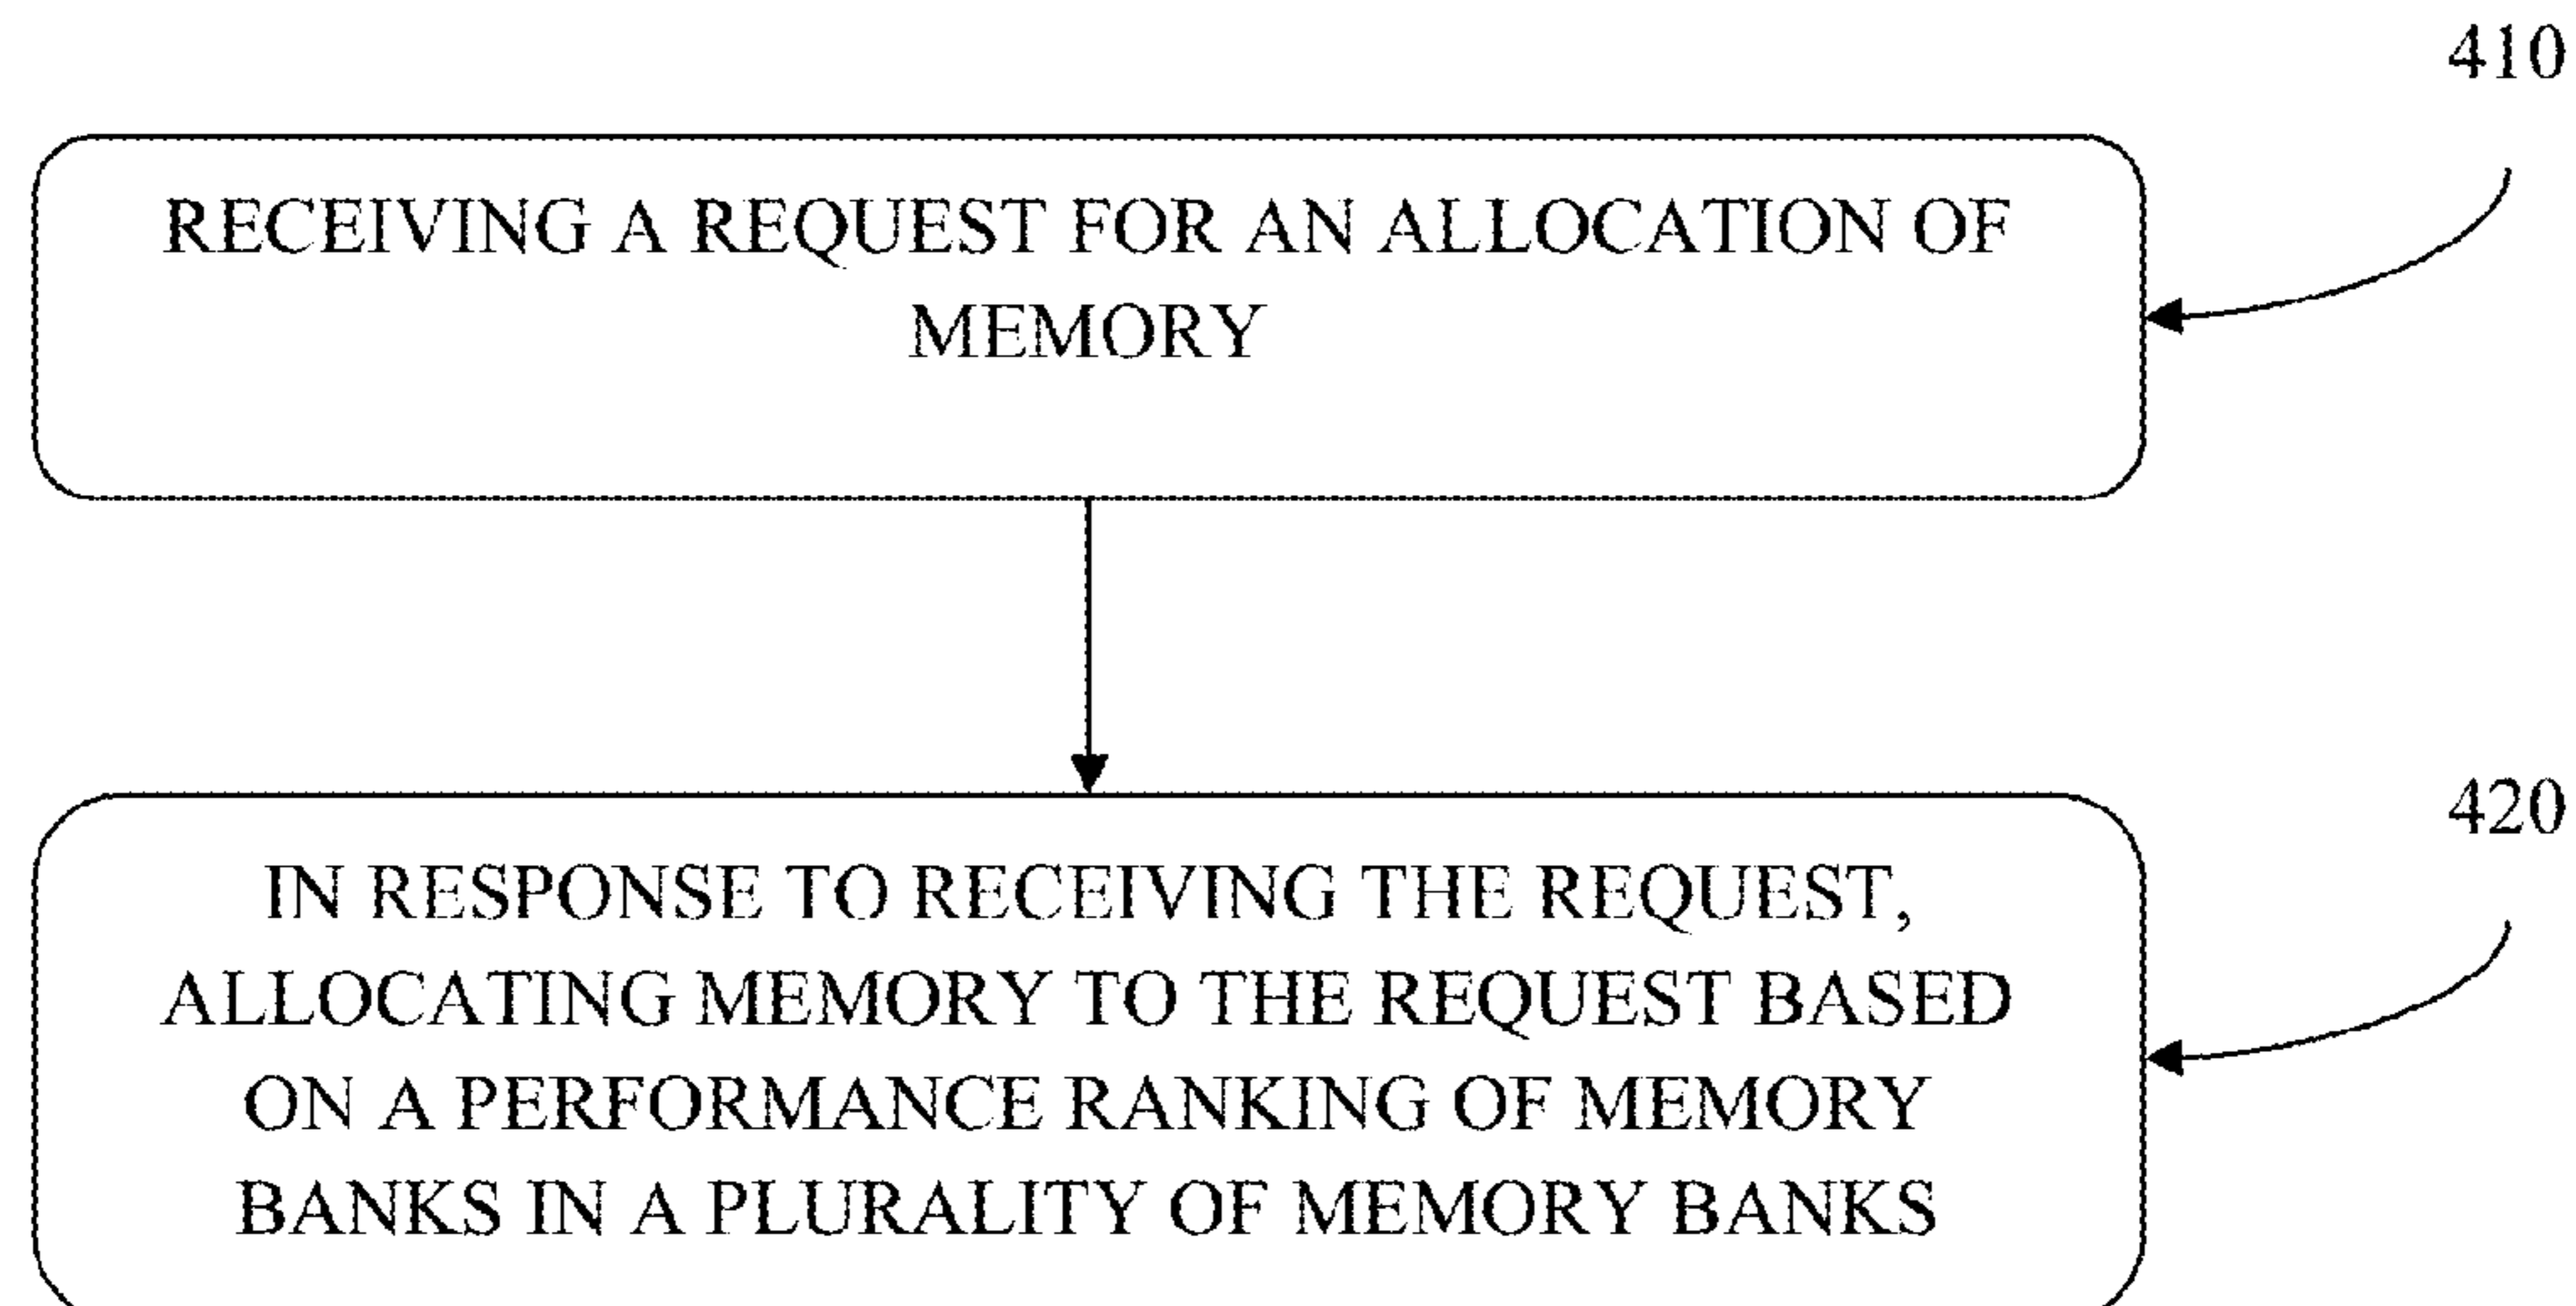 410
RECEIVING A REQUEST FOR AN ALLOCATION OF
MEMORY
420
IN RESPONSE TO RECEIVING THE REQUEST,
ALLOCATING MEMORY TO THE REQUEST BASED
ON A PERFORMANCE RANKING OF MEMORY
BANKS IN A PLURALITY OF MEMORY BANKS